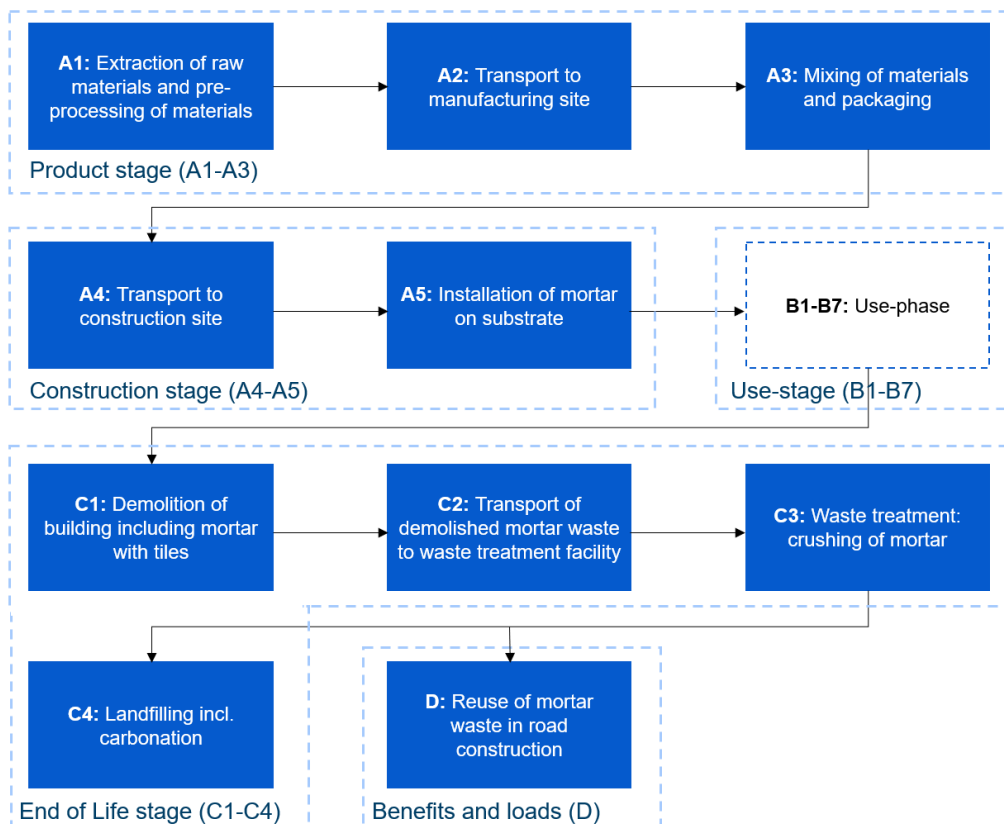 A1: Extraction of raw
materials and pre-
processing of materials
A2: Transport to
manufacturing site
A3: Mixing of materials
and packaging
Product stage (A1-A3)
A4: Transport to
construction site
A5: Installation of mortar
on substrate
B1-B7: Use-phase
Construction stage (A4-A5)
Use-stage (B1-B7)
C1: Demolition of
building including mortar
with tiles
C2: Transport of
demolished mortar waste
to waste treatment facility
C3: Waste treatment:
crushing of mortar
C4: Landfilling incl.
carbonation
D: Reuse of mortar
waste in road
construction
End of Life stage (C1-C4)
Benefits and loads (D)